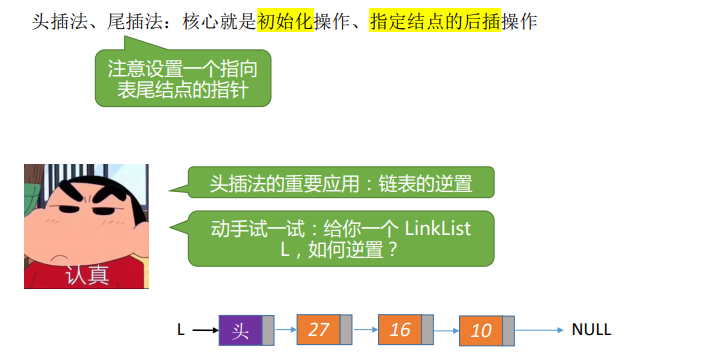 头插法、尾插法：核心就是初始化操作、指定结点的后插操作
注意设置一个指向
表尾结点的指针
头插法的重要应用：链表的逆置
动手试一试：给你一个 LinkList
L，如何逆置？
认真
L 头 27 16 10 NULL